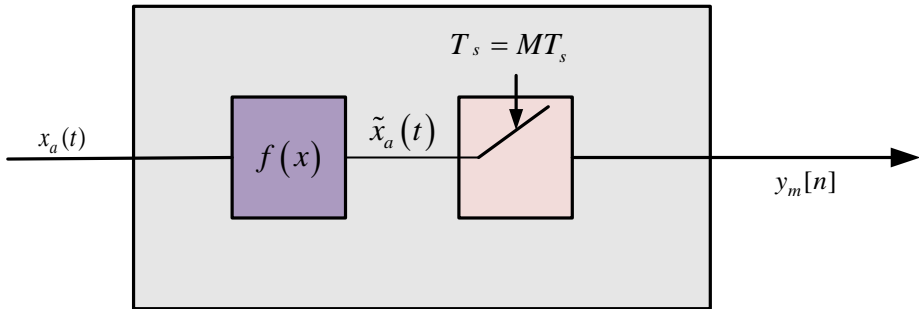 T_s = MT_s
x_a(t)
f(x)
x̃_a(t)
y_m[n]